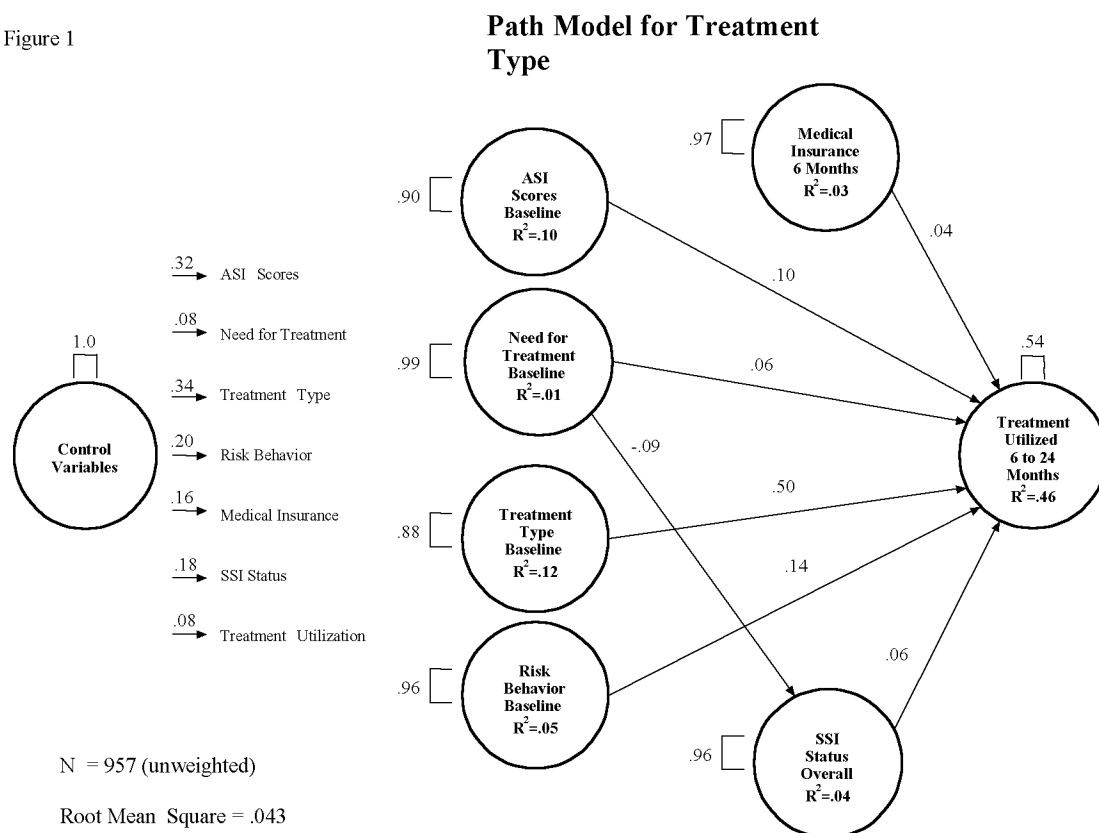 Figure 1
Path Model for Treatment
Type
.97
Medical
Insurance
6 Months
R²=.03
.90
ASI
Scores
Baseline
R²=.10
.04
.10
.32
ASI Scores
.08
Need for Treatment
.34
Treatment Type
.20
Risk Behavior
.16
Medical Insurance
.18
SSI Status
.08
Treatment Utilization
1.0
Control
Variables
.99
Need for
Treatment
Baseline
R²=.01
.06
-.09
.54
Treatment
Utilized
6 to 24
Months
R²=.46
.88
Treatment
Type
Baseline
R²=.12
.50
.14
.96
Risk
Behavior
Baseline
R²=.05
.06
.96
SSI
Status
Overall
R²=.04
N = 957 (unweighted)
Root Mean Square = .043